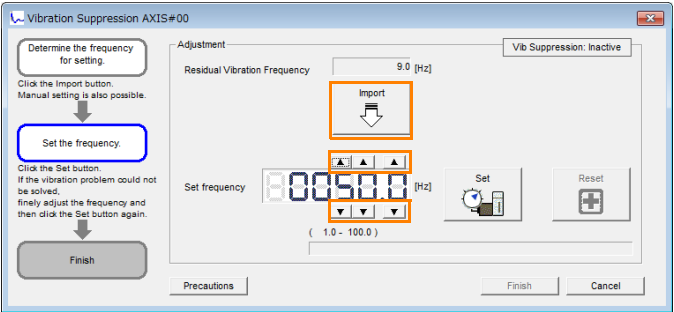 Vibration Suppression AXIS#00
Determine the frequency
for setting.
Click the Import button.
Manual setting is also possible.
Set the frequency.
Click the Set button.
If the vibration problem could not
be solved,
finely adjust the frequency and
then click the Set button again.
Finish
Adjustment
Vib Suppression: Inactive
Residual Vibration Frequency 9.0 [Hz]
Import
Set frequency 0050.0 [Hz]
( 1.0 - 100.0 )
Set
Reset
Precautions
Finish
Cancel